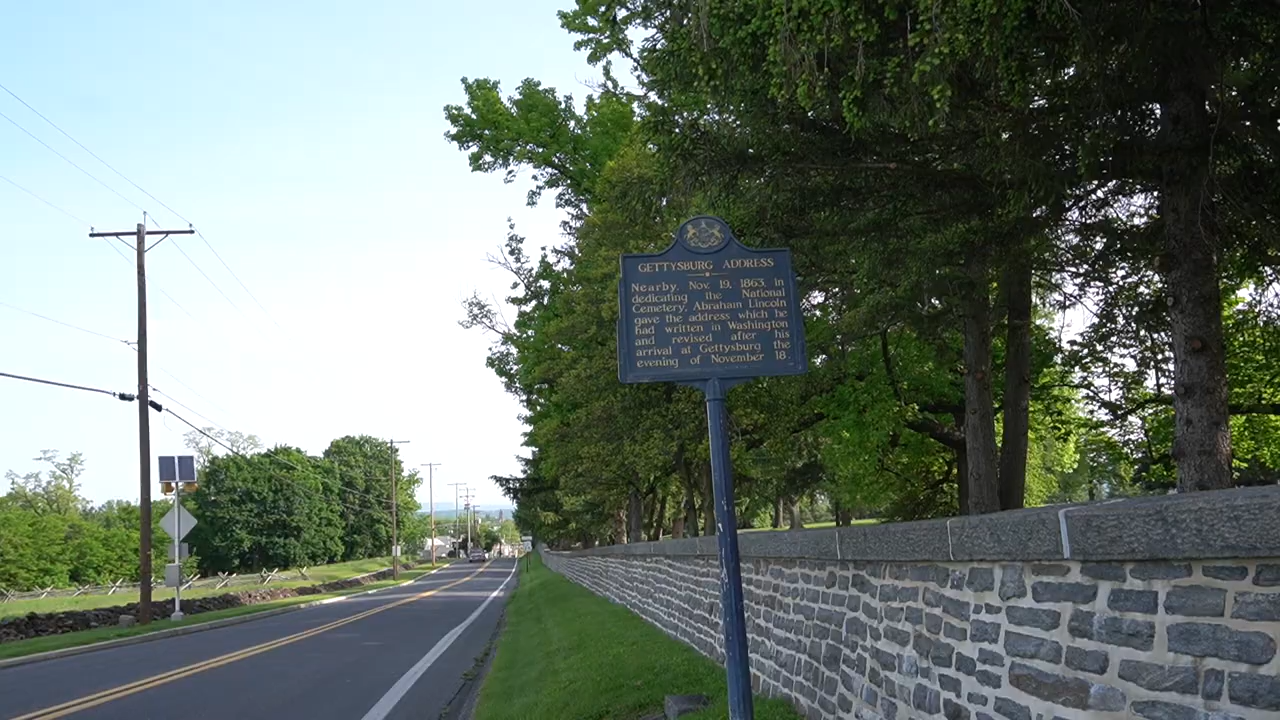 GETTYSBURG ADDRESS
Nearby, Nov. 19, 1863, in
dedicating the National
Cemetery, Abraham Lincoln
gave the address which he
had written in Washington
and revised after his
arrival at Gettysburg the
evening of November 18.